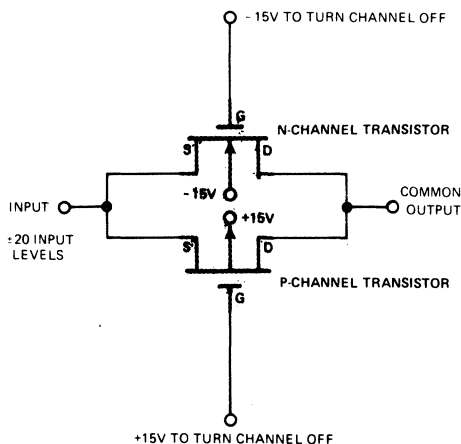 - 15V TO TURN CHANNEL OFF
G
N-CHANNEL TRANSISTOR
S
D
-15V
INPUT
COMMON
OUTPUT
+15V
±20 INPUT
LEVELS
S
D
P-CHANNEL TRANSISTOR
G
+15V TO TURN CHANNEL OFF